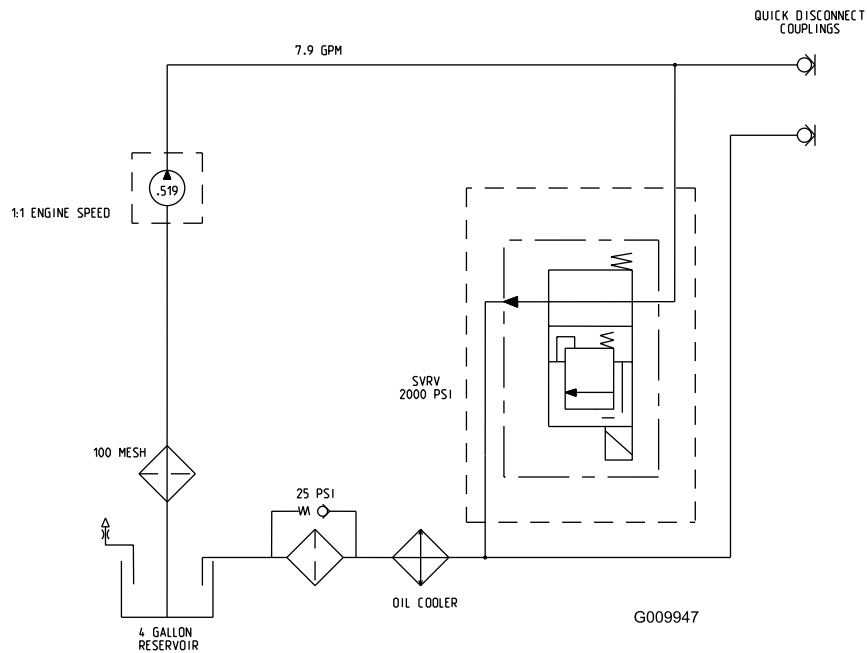 QUICK DISCONNECT
COUPLINGS
7.9 GPM
.519
1:1 ENGINE SPEED
SVRV
2000 PSI
100 MESH
25 PSI
OIL COOLER
G009947
4 GALLON
RESERVOIR